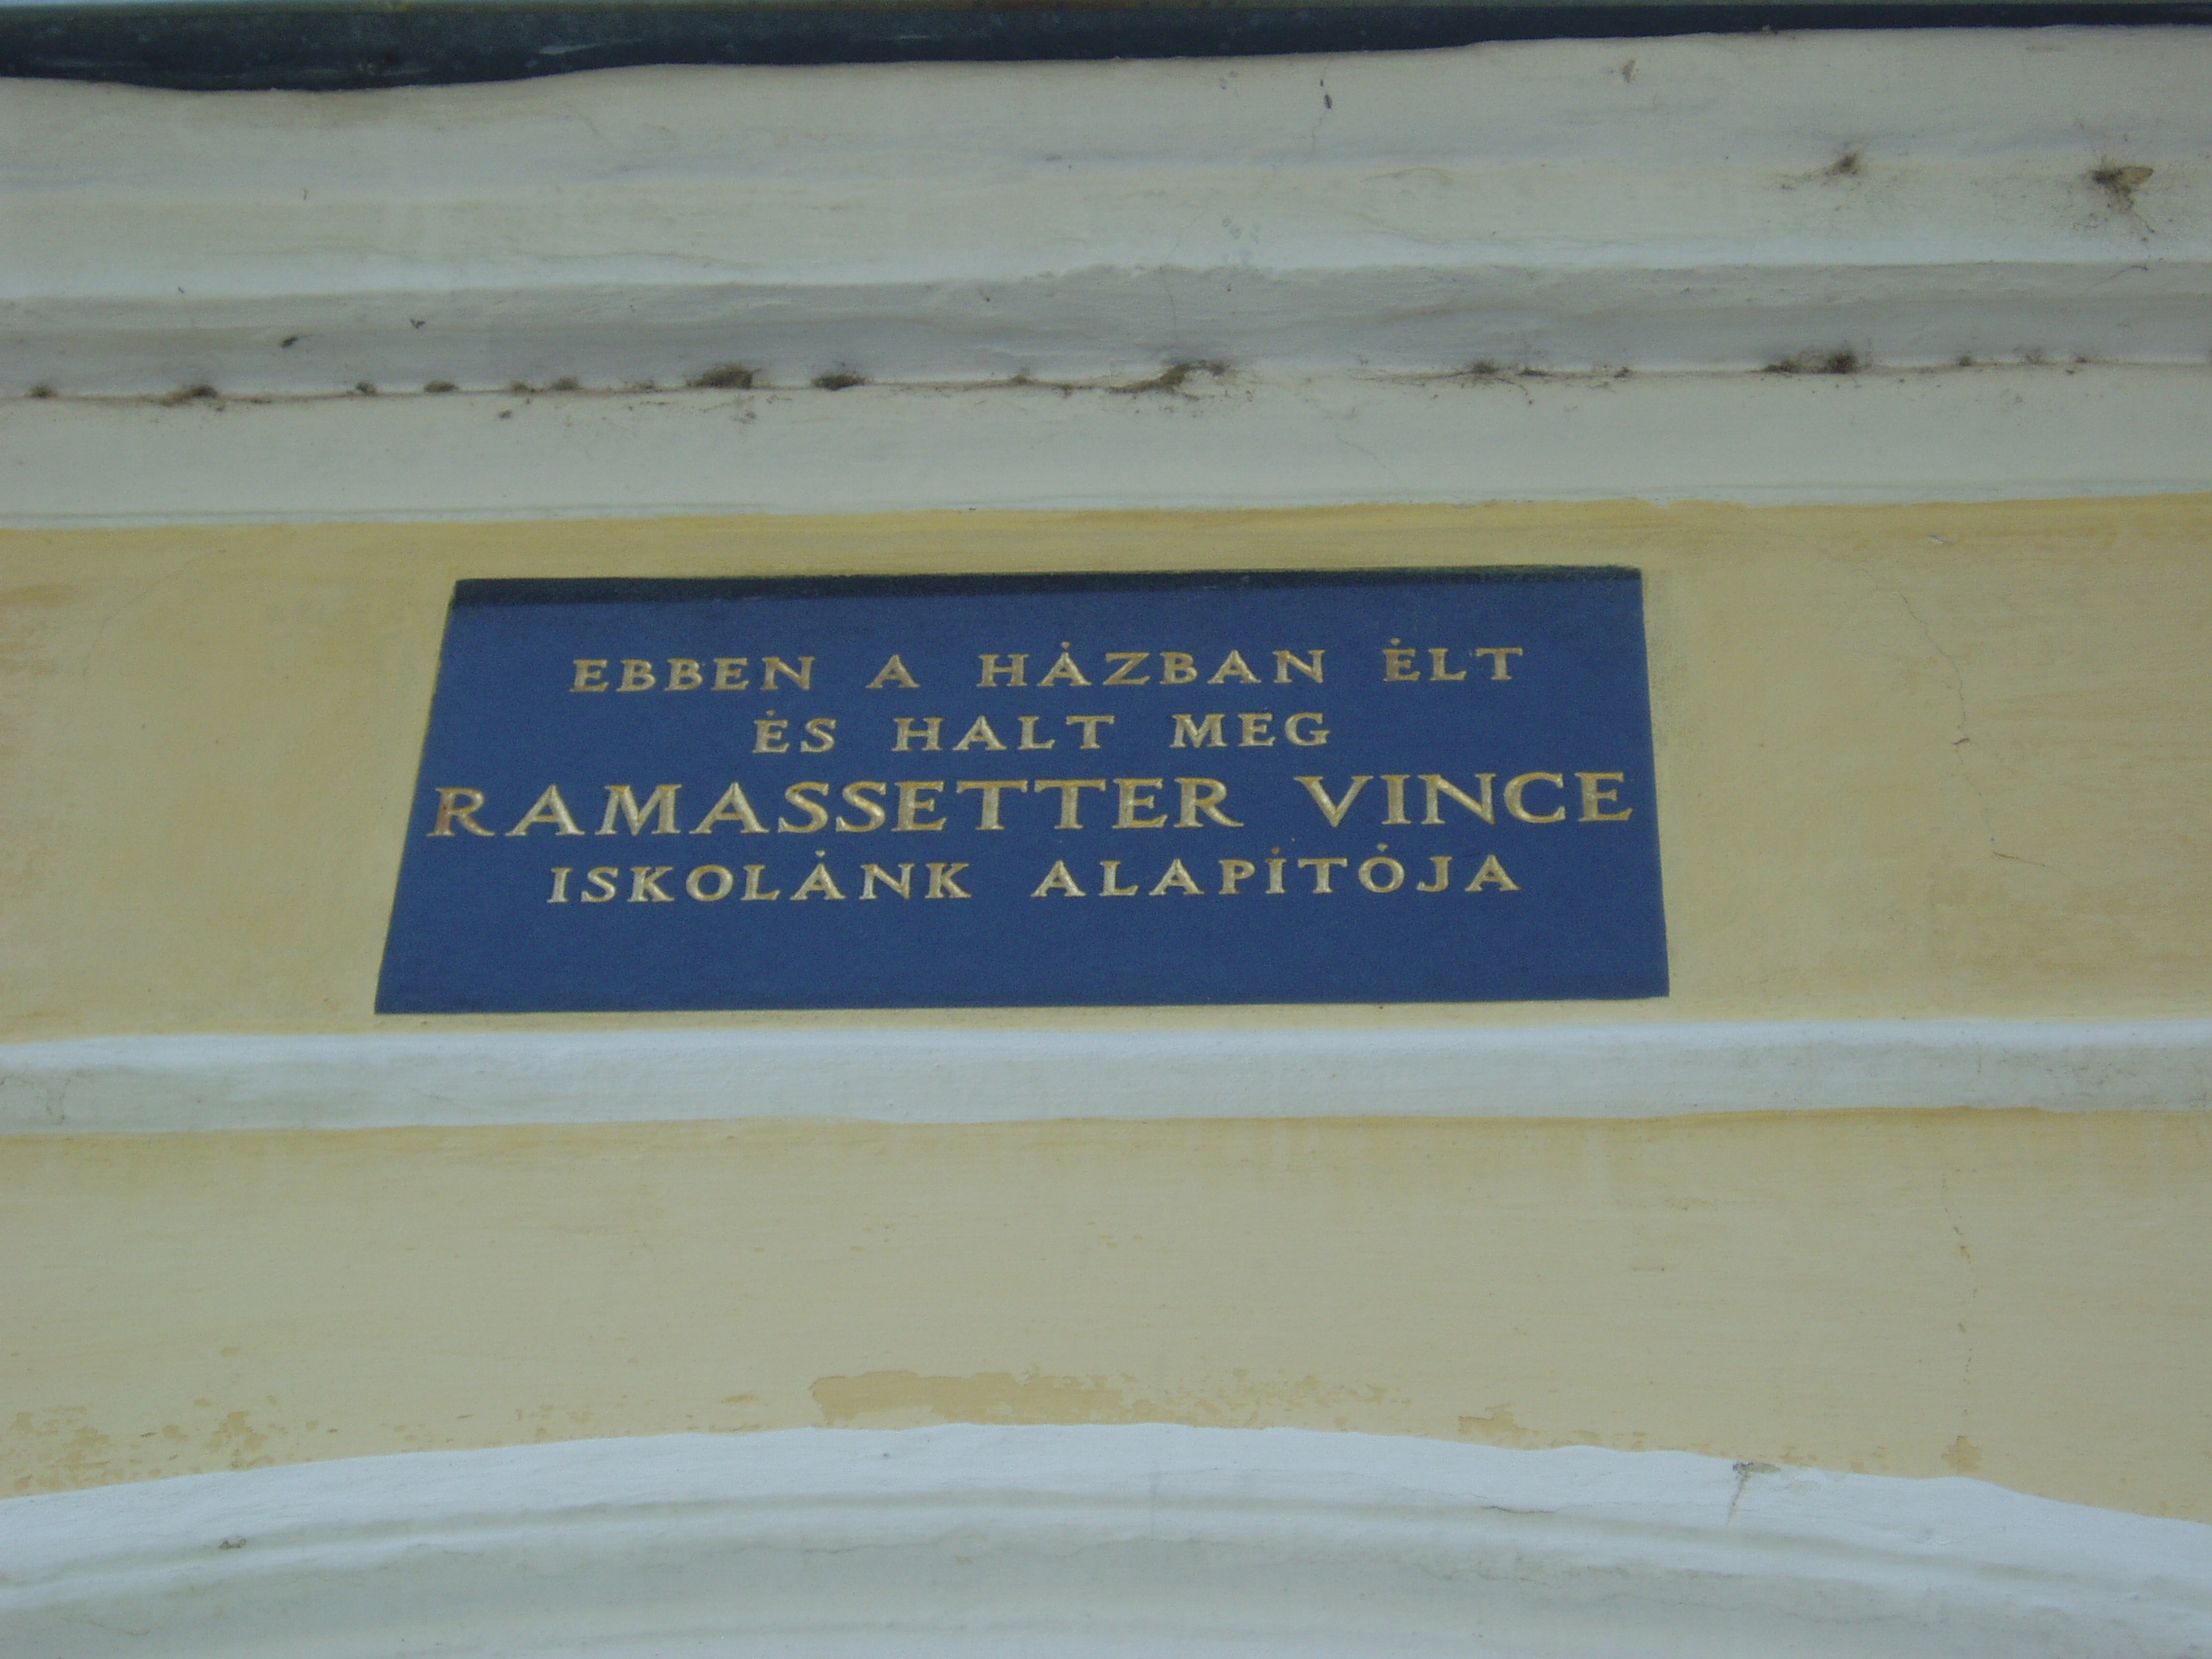 EBBEN A HÁZBAN ÉLT
ÉS HALT MEG
RAMASSETTER VINCE
ISKOLÁNK ALAPÍTÓJA